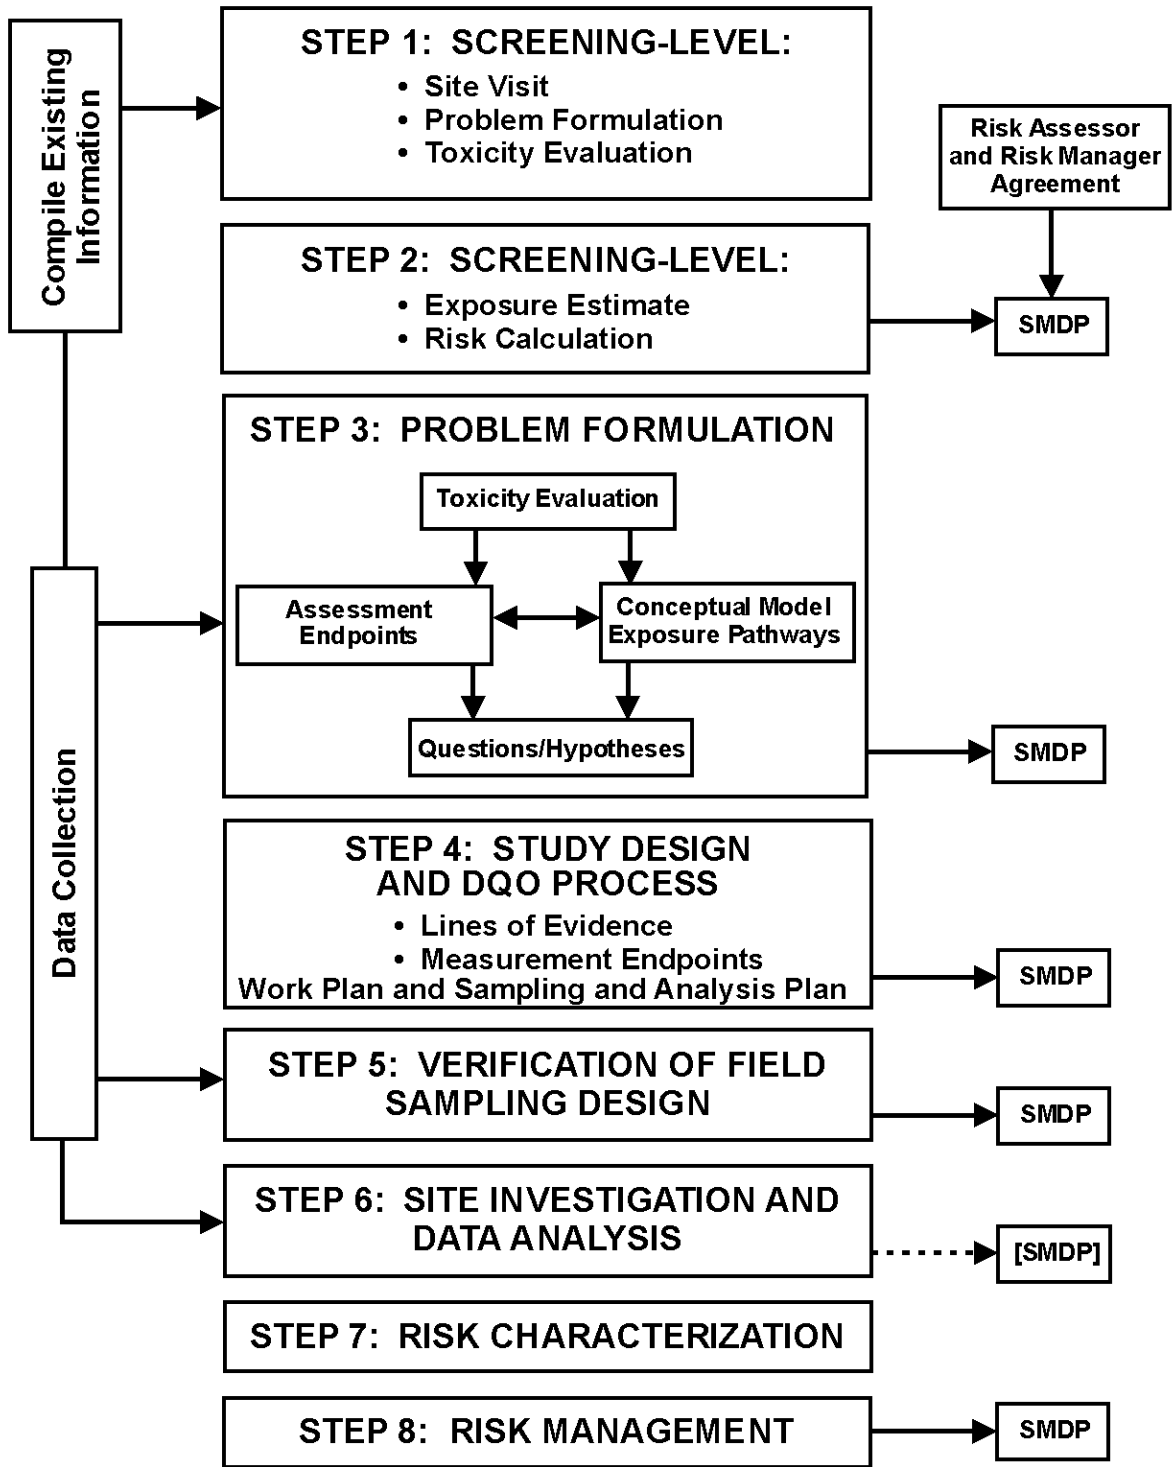 Compile Existing
Information
STEP 1: SCREENING-LEVEL:
• Site Visit
• Problem Formulation
• Toxicity Evaluation
Risk Assessor
and Risk Manager
Agreement
STEP 2: SCREENING-LEVEL:
• Exposure Estimate
• Risk Calculation
SMDP
Data Collection
STEP 3: PROBLEM FORMULATION
Toxicity Evaluation
Assessment
Endpoints
Conceptual Model
Exposure Pathways
Questions/Hypotheses
SMDP
STEP 4: STUDY DESIGN
AND DQO PROCESS
• Lines of Evidence
• Measurement Endpoints
Work Plan and Sampling and Analysis Plan
SMDP
STEP 5: VERIFICATION OF FIELD
SAMPLING DESIGN
SMDP
STEP 6: SITE INVESTIGATION AND
DATA ANALYSIS
[SMDP]
STEP 7: RISK CHARACTERIZATION
STEP 8: RISK MANAGEMENT
SMDP